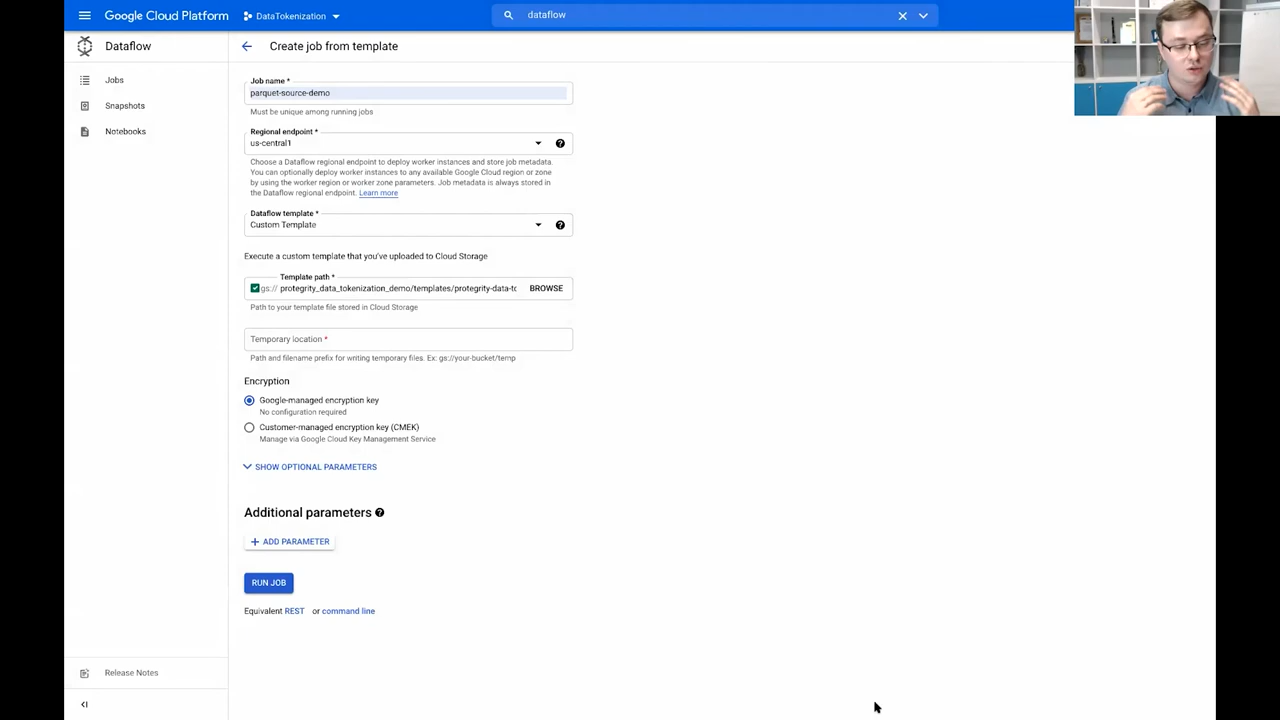 Google Cloud Platform
DataTokenization
dataflow
Dataflow
Create job from template
Jobs
Snapshots
Notebooks
Job name *
parquet-source-demo
Must be unique among running jobs
Regional endpoint *
us-central1
Choose a Dataflow regional endpoint to deploy worker instances and store job metadata.
You can optionally deploy worker instances to any available Google Cloud region or zone
by using the worker region or worker zone parameters. Job metadata is always stored in
the Dataflow regional endpoint. Learn more
Dataflow template *
Custom Template
Execute a custom template that you've uploaded to Cloud Storage
Template path *
gs:// protegrity_data_tokenization_demo/templates/protegrity-data-to
BROWSE
Path to your template file stored in Cloud Storage
Temporary location *
Path and filename prefix for writing temporary files. Ex: gs://your-bucket/temp
Encryption
Google-managed encryption key
No configuration required
Customer-managed encryption key (CMEK)
Manage via Google Cloud Key Management Service
SHOW OPTIONAL PARAMETERS
Additional parameters
+ ADD PARAMETER
RUN JOB
Equivalent REST or command line
Release Notes